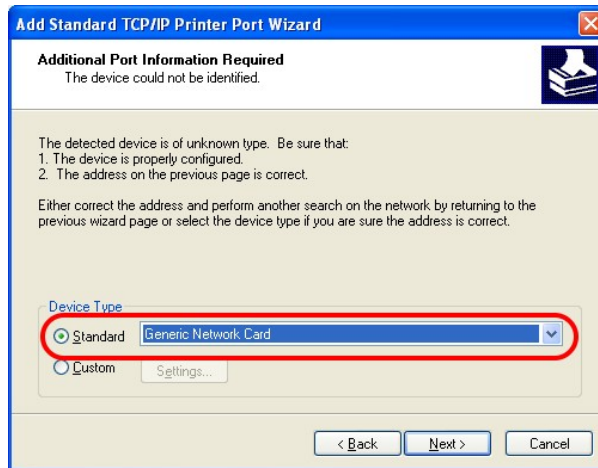 Add Standard TCP/IP Printer Port Wizard
Additional Port Information Required
The device could not be identified.
The detected device is of unknown type.  Be sure that:
1. The device is properly configured.
2.  The address on the previous page is correct.
Either correct the address and perform another search on the network by returning to the
previous wizard page or select the device type if you are sure the address is correct.
Device Type
Standard
Generic Network Card
Custom
Settings...
< Back
Next >
Cancel